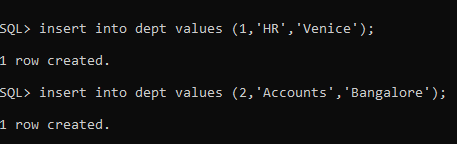 SQL> insert into dept values (1,'HR','Venice');
1 row created.
SQL> insert into dept values (2,'Accounts','Bangalore');
1 row created.